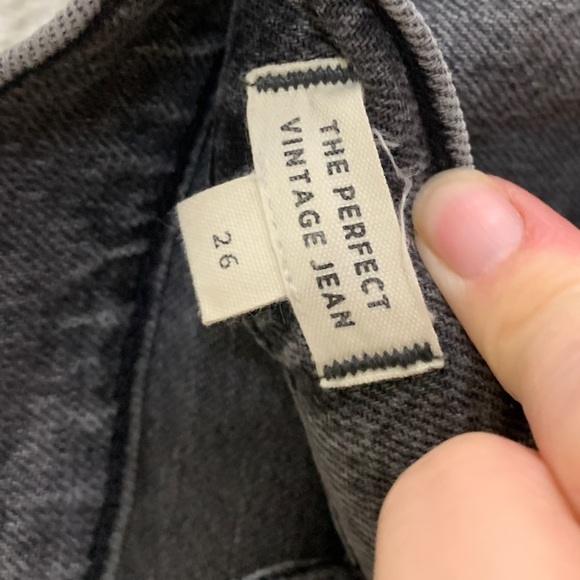 THE PERFECT
VINTAGE JEAN
26